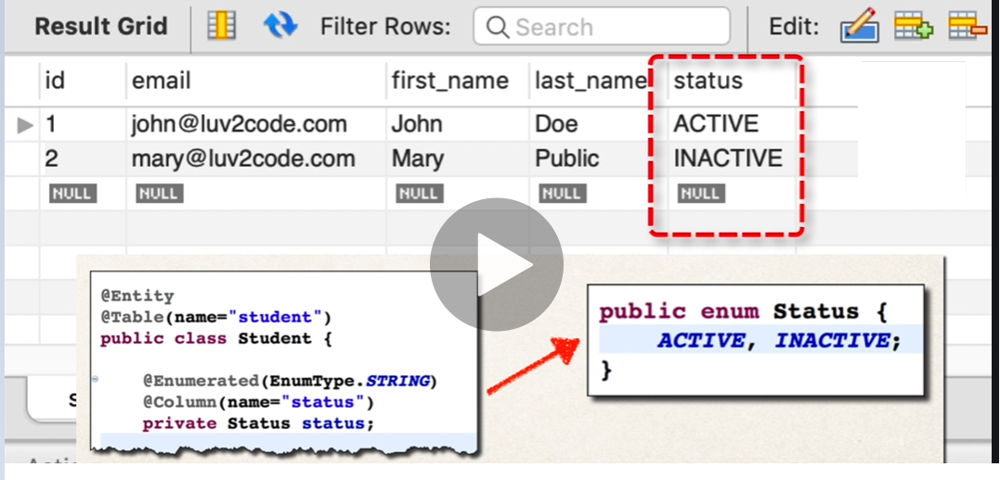 Result Grid Filter Rows: Search Edit:
id email first_name last_name status
1 john@luv2code.com John Doe ACTIVE
2 mary@luv2code.com Mary Public INACTIVE
NULL NULL NULL NULL NULL
@Entity
@Table(name="student")
public class Student {
@Enumerated(EnumType.STRING)
@Column(name="status")
private Status status;
public enum Status {
ACTIVE, INACTIVE;
}